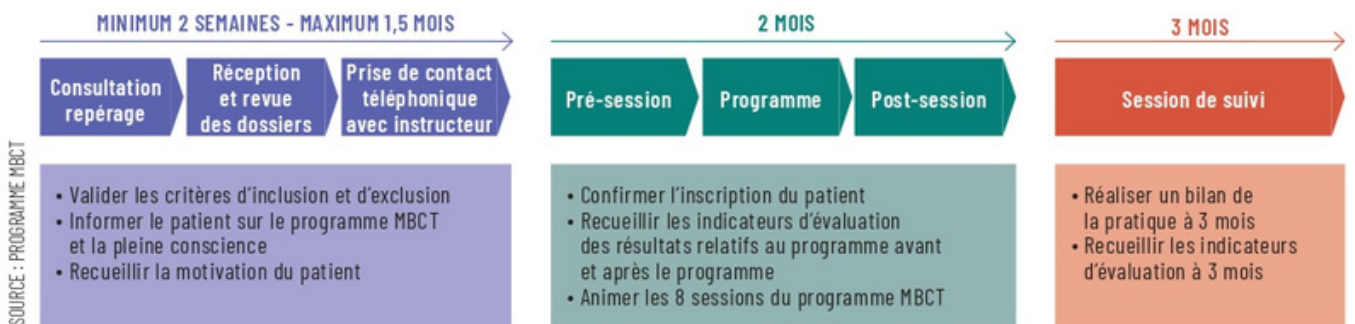 MINIMUM 2 SEMAINES - MAXIMUM 1,5 MOIS
Consultation
repérage
Réception
et revue
des dossiers
Prise de contact
téléphonique
avec instructeur
• Valider les critères d'inclusion et d'exclusion
• Informer le patient sur le programme MBCT
et la pleine conscience
• Recueillir la motivation du patient
2 MOIS
Pré-session
Programme
Post-session
• Confirmer l'inscription du patient
• Recueillir les indicateurs d'évaluation
des résultats relatifs au programme avant
et après le programme
• Animer les 8 sessions du programme MBCT
3 MOIS
Session de suivi
• Réaliser un bilan de
la pratique à 3 mois
• Recueillir les indicateurs
d'évaluation à 3 mois
SOURCE : PROGRAMME MBCT